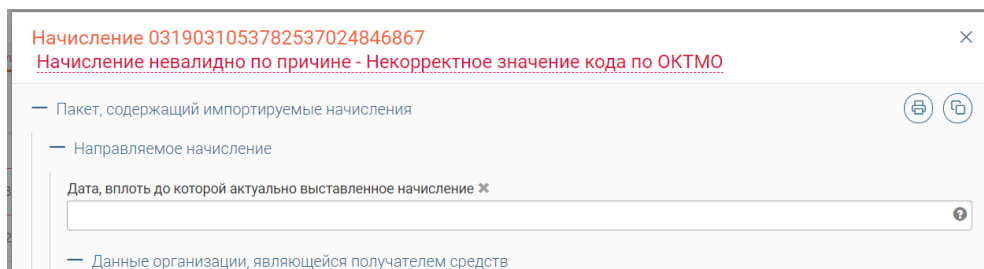 Начисление 0319031053782537024846867
Начисление невалидно по причине - Некорректное значение кода по ОКТМО
Пакет, содержащий импортируемые начисления
Направляемое начисление
Дата, вплоть до которой актуально выставленное начисление
Данные организации, являющейся получателем средств